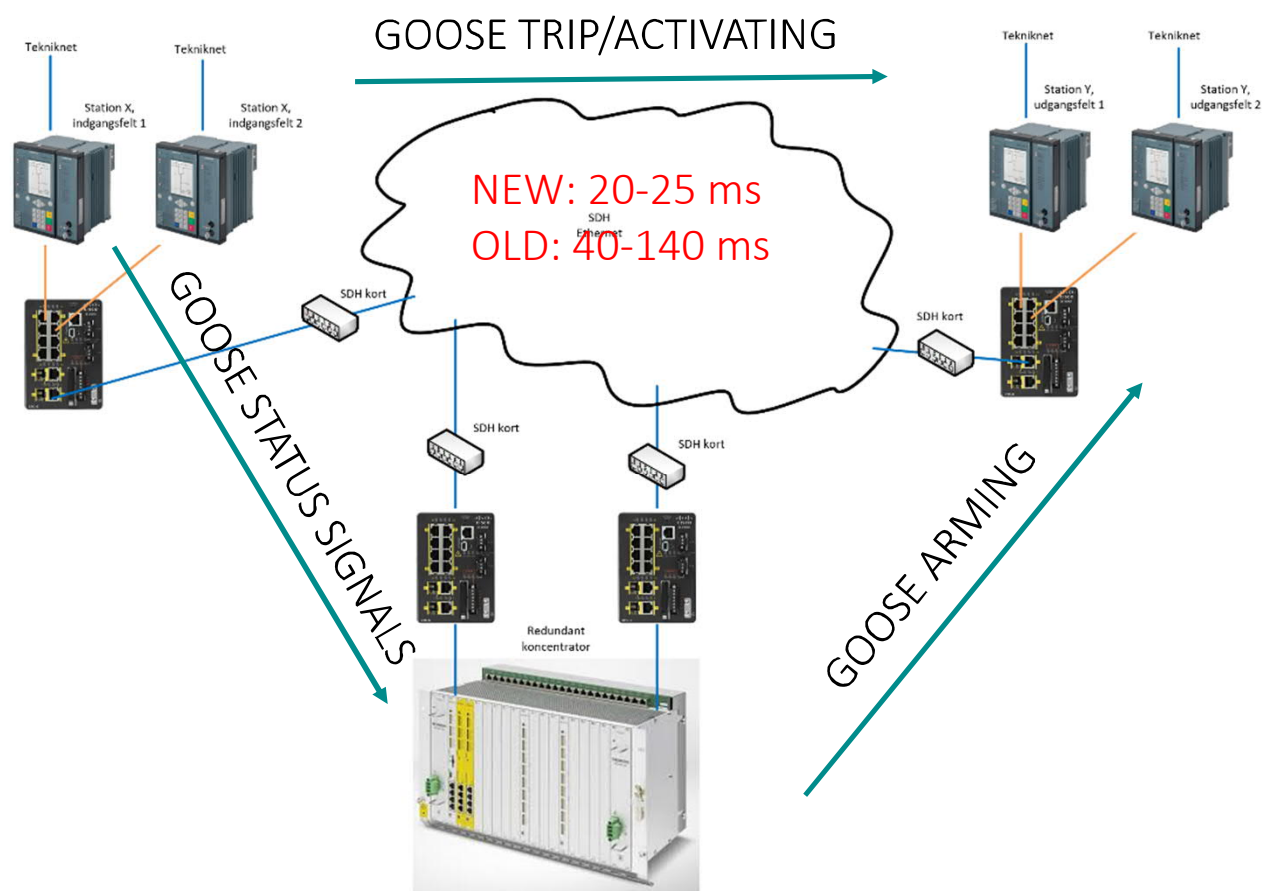 GOOSE TRIP/ACTIVATING
Tekniknet
Tekniknet
Tekniknet
Tekniknet
Station X,
indgangsfelt 1
Station X,
indgangsfelt 2
Station Y,
udgangsfelt 1
Station Y,
udgangsfelt 2
NEW: 20-25 ms
SDH
Ethernet
OLD: 40-140 ms
SDH kort
SDH kort
SDH kort
SDH kort
GOOSE STATUS SIGNALS
GOOSE ARMING
Redundant
koncentrator